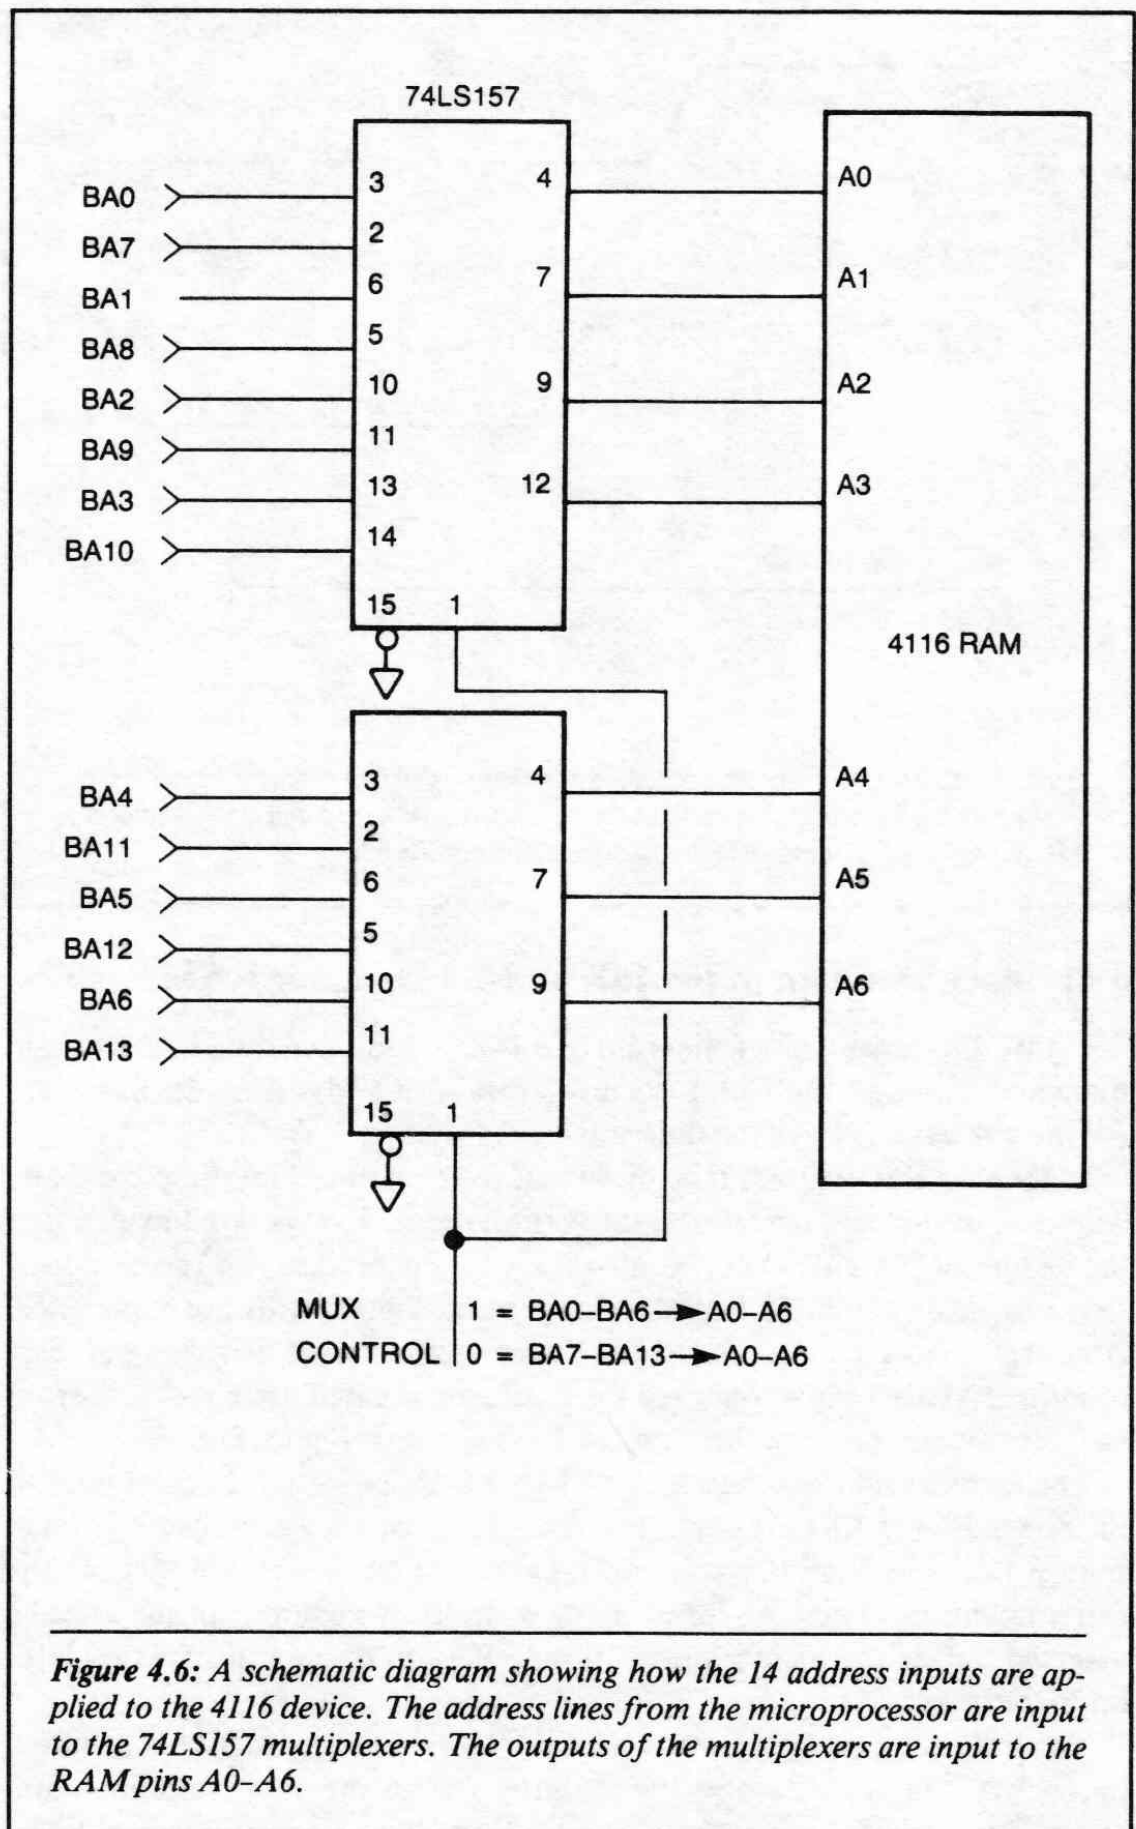 74LS157
BA0 3 4 A0
BA7 2
BA1 6 7 A1
BA8 5
BA2 10 9 A2
BA9 11
BA3 13 12 A3
BA10 14
15 1
4116 RAM
BA4 3 4 A4
BA11 2
BA5 6 7 A5
BA12 5
BA6 10 9 A6
BA13 11
15 1
MUX 1 = BA0–BA6 → A0–A6
CONTROL 0 = BA7–BA13 → A0–A6
Figure 4.6: A schematic diagram showing how the 14 address inputs are ap-
plied to the 4116 device. The address lines from the microprocessor are input
to the 74LS157 multiplexers. The outputs of the multiplexers are input to the
RAM pins A0–A6.